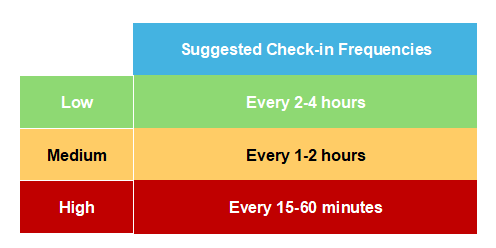 Suggested Check-in Frequencies
Low Every 2-4 hours
Medium Every 1-2 hours
High Every 15-60 minutes